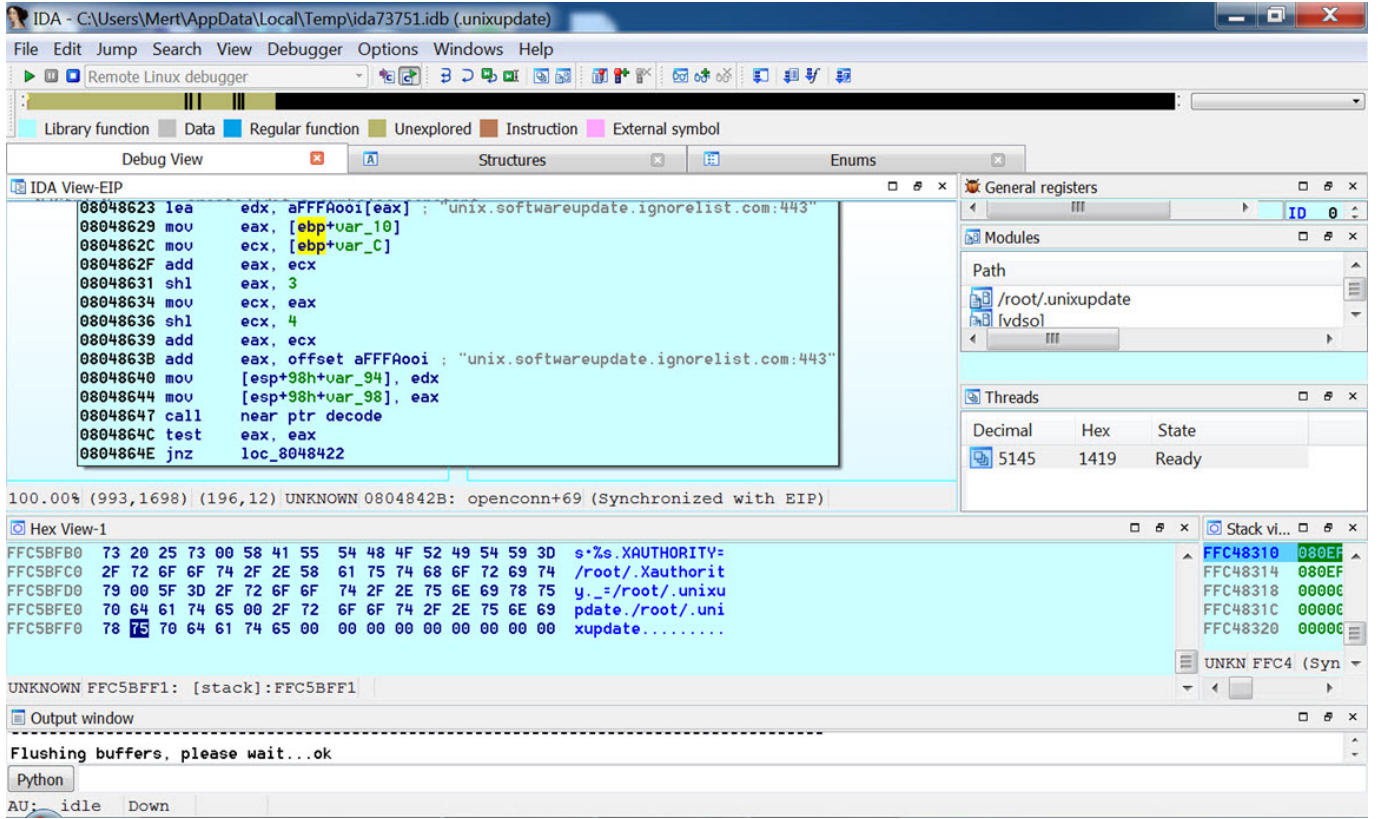 IDA - C:\Users\Mert\AppData\Local\Temp\ida73751.idb (.unixupdate)
File Edit Jump Search View Debugger Options Windows Help
Remote Linux debugger
Library function Data Regular function Unexplored Instruction External symbol
Debug View Structures Enums
IDA View-EIP
08048623 lea edx, aFFFAooi[eax] ; "unix.softwareupdate.ignorelist.com:443"
08048629 mov eax, [ebp+var_10]
0804862C mov ecx, [ebp+var_C]
0804862F add eax, ecx
08048631 shl eax, 3
08048634 mov ecx, eax
08048636 shl ecx, 4
08048639 add eax, ecx
0804863B add eax, offset aFFFAooi ; "unix.softwareupdate.ignorelist.com:443"
08048640 mov [esp+98h+var_94], edx
08048644 mov [esp+98h+var_98], eax
08048647 call near ptr decode
0804864C test eax, eax
0804864E jnz loc_8048422
100.00% (993,1698) (196,12) UNKNOWN 0804842B: openconn+69 (Synchronized with EIP)
General registers
ID 0
Modules
Path
/root/.unixupdate
[vdso]
Threads
Decimal Hex State
5145 1419 Ready
Hex View-1
FFC5BFB0 73 20 25 73 00 58 41 55 54 48 4F 52 49 54 59 3D s·%s.XAUTHORITY=
FFC5BFC0 2F 72 6F 6F 74 2F 2E 58 61 75 74 68 6F 72 69 74 /root/.Xauthorit
FFC5BFD0 79 00 5F 3D 2F 72 6F 6F 74 2F 2E 75 6E 69 78 75 y._=/root/.unixu
FFC5BFE0 70 64 61 74 65 00 2F 72 6F 6F 74 2F 2E 75 6E 69 pdate./root/.uni
FFC5BFF0 78 75 70 64 61 74 65 00 00 00 00 00 00 00 00 00 xupdate.........
UNKNOWN FFC5BFF1: [stack]:FFC5BFF1
Stack vi...
FFC48310 080EF
FFC48314 080EF
FFC48318 00000
FFC4831C 00000
FFC48320 00000
UNKN FFC4 (Syn
Output window
Flushing buffers, please wait...ok
Python
AU: idle Down